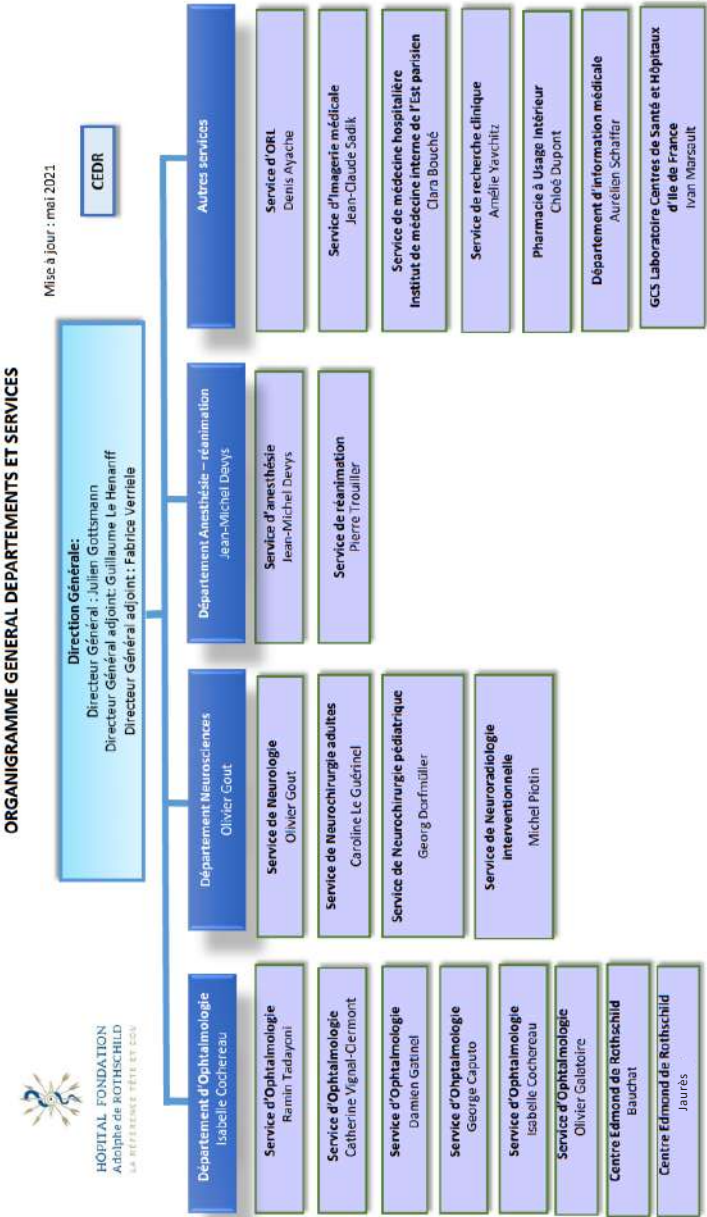 ORGANIGRAMME GENERAL DEPARTEMENTS ET SERVICES
HÔPITAL FONDATION
Adolphe de ROTHSCHILD
LA RÉFÉRENCE TÊTE ET COU
Mise à jour : mai 2021
Direction Générale:
Directeur Général : Julien Gottsmann
Directeur Général adjoint: Guillaume Le Henanff
Directeur Général adjoint : Fabrice Verriele
CEDR
Département d'Ophtalmologie
Isabelle Cochereau
Service d'Ophtalmologie
Ramin Tadayoni
Service d'Ophtalmologie
Catherine Vignal-Clermont
Service d'Ophtalmologie
Damien Gatinel
Service d'Ohptalmologie
George Caputo
Service d'Ophtalmologie
Isabelle Cochereau
Service d'Ophtalmologie
Olivier Galatoire
Centre Edmond de Rothschild
Bauchat
Centre Edmond de Rothschild
Jaurès
Département Neurosciences
Olivier Gout
Service de Neurologie
Olivier Gout
Service de Neurochirurgie adultes
Caroline Le Guérinel
Service de Neurochirurgie pédiatrique
Georg Dorfmüller
Service de Neuroradiologie
Interventionnelle
Michel Piotin
Département Anesthésie – réanimation
Jean-Michel Devys
Service d'anesthésie
Jean-Michel Devys
Service de réanimation
Pierre Trouiller
Autres services
Service d'ORL
Denis Ayache
Service d'Imagerie médicale
Jean-Claude Sadik
Service de médecine hospitalière
Institut de médecine interne de l'Est parisien
Clara Bouché
Service de recherche clinique
Amélie Yavchitz
Pharmacie à Usage Intérieur
Chloé Dupont
Département d'information médicale
Aurélien Schaffar
GCS Laboratoire Centres de Santé et Hôpitaux
d'Ile de France
Ivan Marsault